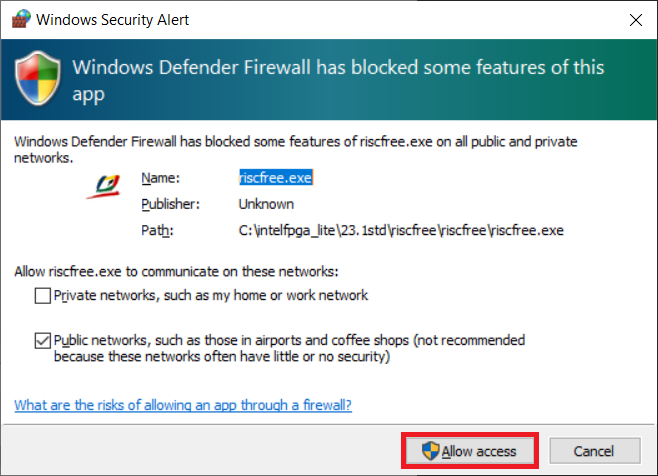 Windows Security Alert
Windows Defender Firewall has blocked some features of this
app
Windows Defender Firewall has blocked some features of riscfree.exe on all public and private
networks.
Name: riscfree.exe
Publisher: Unknown
Path: C:\intelfpga_lite\23.1std\riscfree\riscfree\riscfree.exe
Allow riscfree.exe to communicate on these networks:
Private networks, such as my home or work network
Public networks, such as those in airports and coffee shops (not recommended
because these networks often have little or no security)
What are the risks of allowing an app through a firewall?
Allow access
Cancel